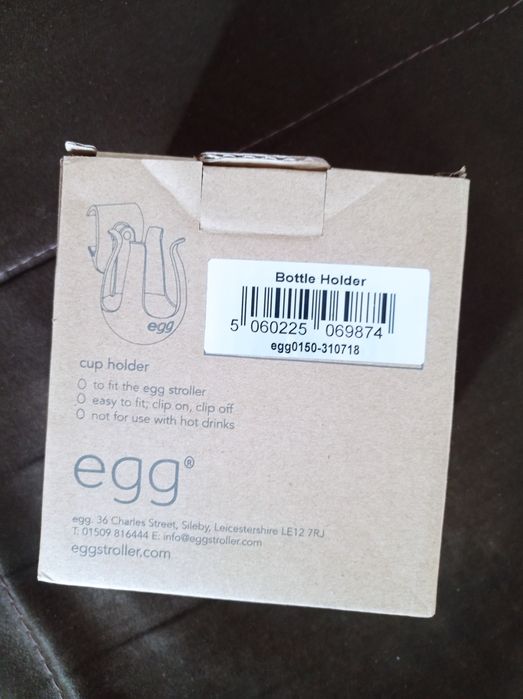 Bottle Holder
5 060225 069874
egg0150-310718
egg
cup holder
to fit the egg stroller
easy to fit; clip on, clip off
not for use with hot drinks
egg®
egg. 36 Charles Street, Sileby, Leicestershire LE12 7RJ
T: 01509 816444 E: info@eggstroller.com
eggstroller.com